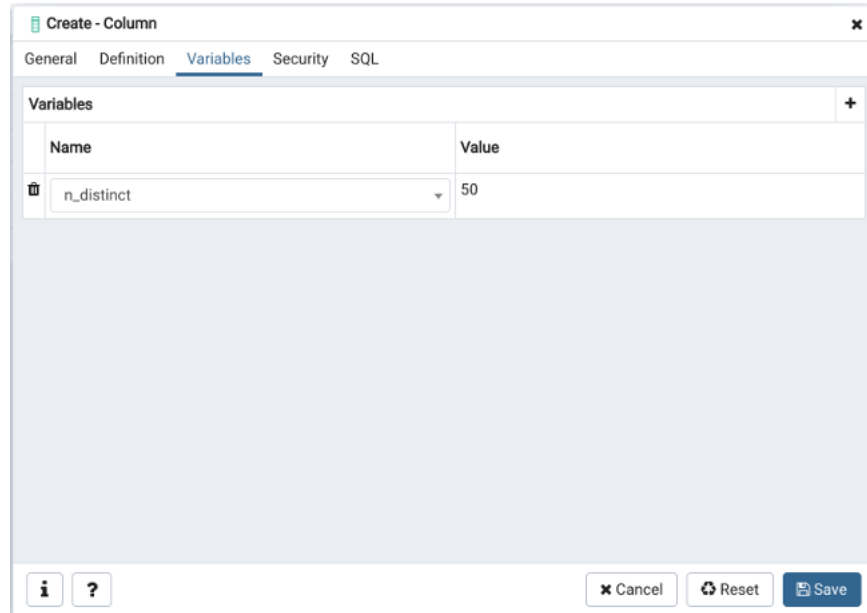 Create - Column
General Definition Variables Security SQL
Variables
Name Value
n_distinct 50
i ? Cancel Reset Save